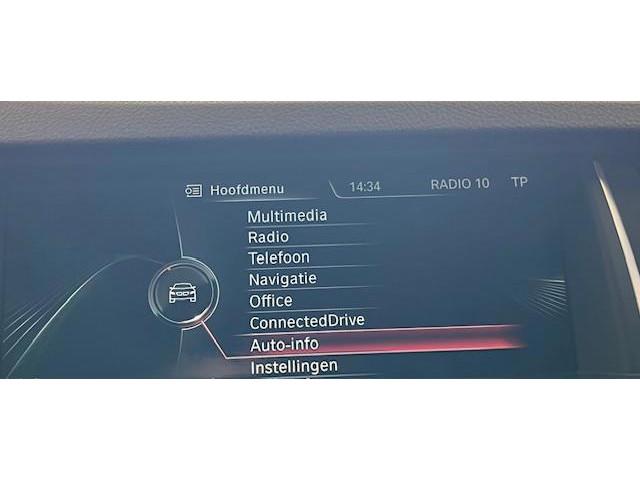 Hoofdmenu 14:34 RADIO 10 TP
Multimedia
Radio
Telefoon
Navigatie
Office
ConnectedDrive
Auto-info
Instellingen